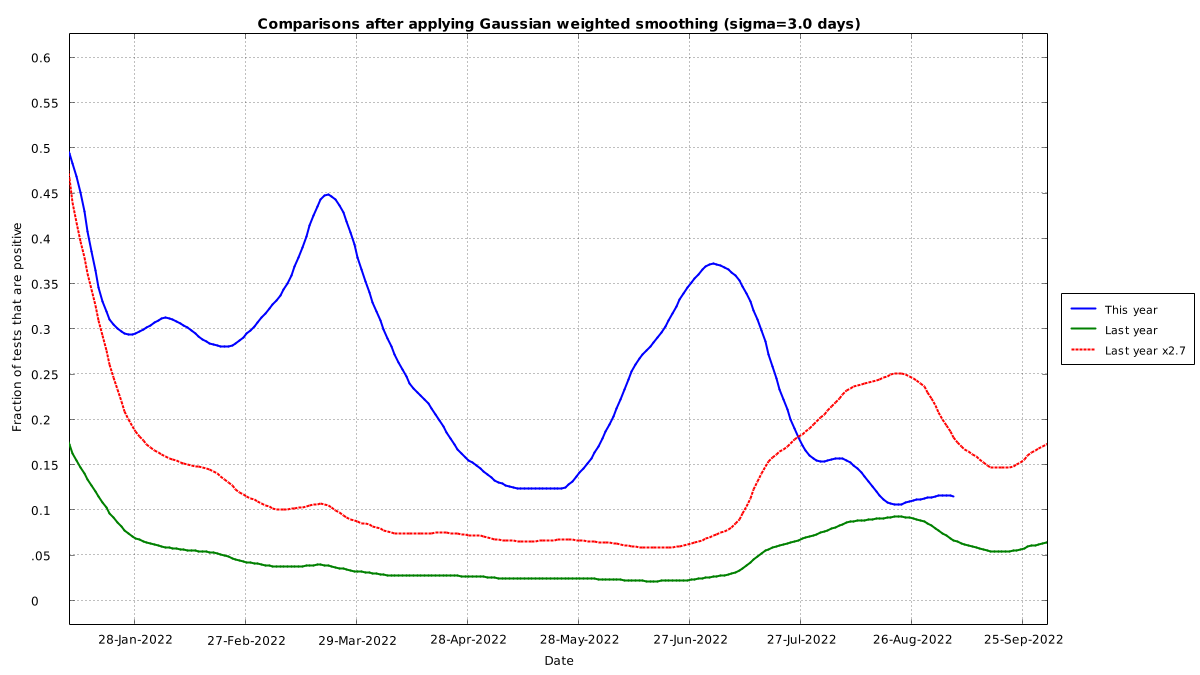 Comparisons after applying Gaussian weighted smoothing (sigma=3.0 days)
0.6
0.55
0.5
0.45
0.4
0.35
0.3
0.25
0.2
0.15
0.1
.05
0
Fraction of tests that are positive
28-Jan-2022 27-Feb-2022 29-Mar-2022 28-Apr-2022 28-May-2022 27-Jun-2022 27-Jul-2022 26-Aug-2022 25-Sep-2022
Date
This year
Last year
Last year x2.7